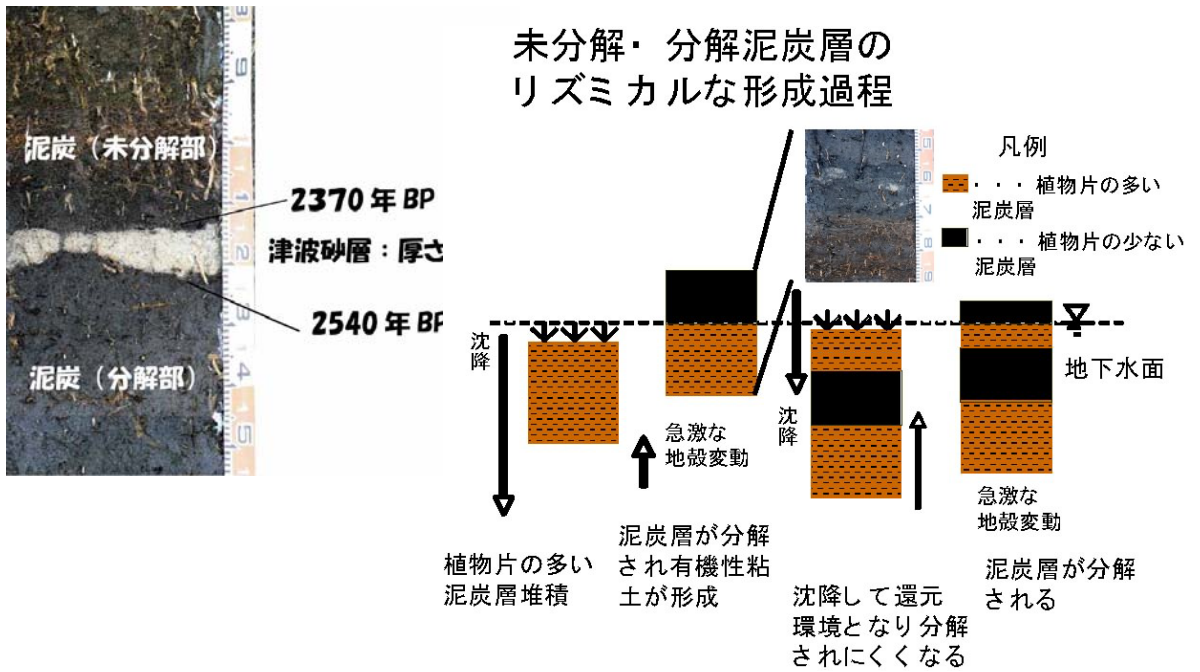 未分解・分解泥炭層の
リズミカルな形成過程
泥炭（未分解部）
2370年BP
津波砂層：厚さ
2540年BP
泥炭（分解部）
凡例
・・・植物片の多い
泥炭層
・・・植物片の少ない
泥炭層
沈降
急激な
地殻変動
沈降
地下水面
急激な
地殻変動
植物片の多い
泥炭層堆積
泥炭層が分解
され有機性粘
土が形成
沈降して還元
環境となり分解
されにくくなる
泥炭層が分解
される